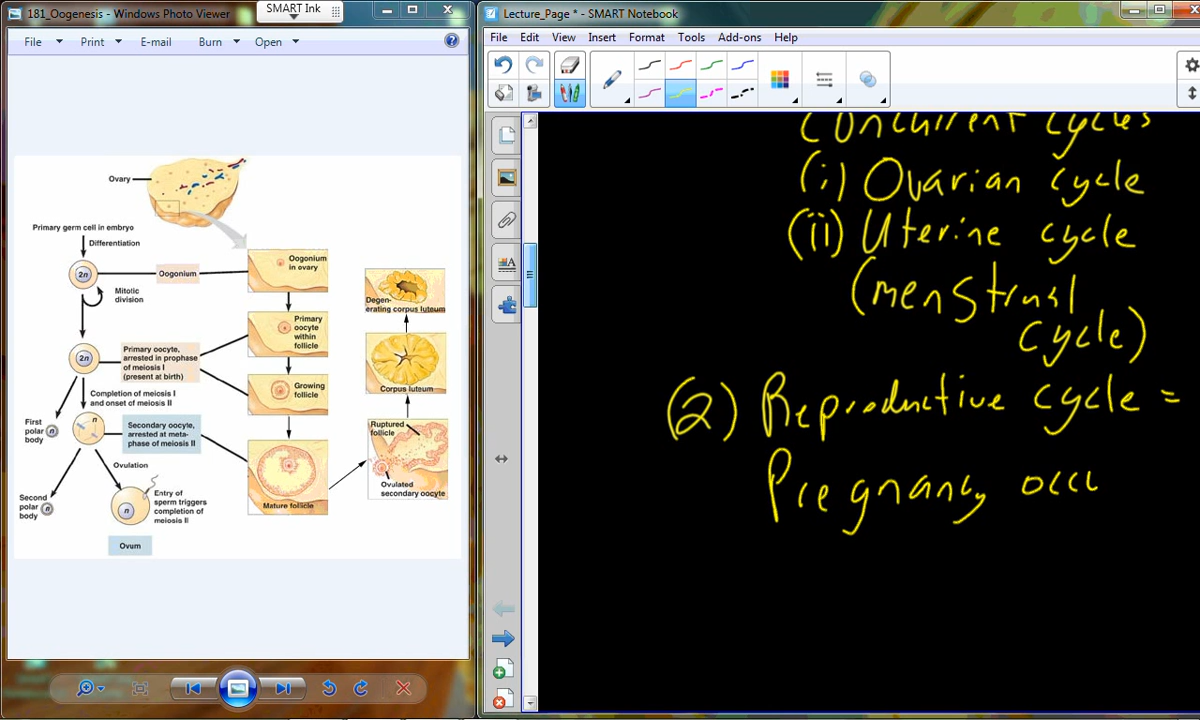 181_Oogenesis - Windows Photo Viewer
SMART Ink
File Print E-mail Burn Open
Ovary
Primary germ cell in embryo
Differentiation
2n
Oogonium
Oogonium
in ovary
Mitotic
division
Primary
oocyte
within
follicle
2n
Primary oocyte,
arrested in prophase
of meiosis I
(present at birth)
Completion of meiosis I
and onset of meiosis II
Growing
follicle
First
polar
body
n
n
Secondary oocyte,
arrested at meta-
phase of meiosis II
Ovulation
Second
polar
body
n
n
Entry of
sperm triggers
completion of
meiosis II
Ovum
Mature follicle
Degen-
erating corpus luteum
Corpus luteum
Ruptured
follicle
Ovulated
secondary oocyte
Lecture_Page * - SMART Notebook
File Edit View Insert Format Tools Add-ons Help
Concurrent cycles
(i) Ovarian cycle
(ii) Uterine cycle
(menstrual
cycle)
(2) Reproductive cycle =
Pregnancy occu